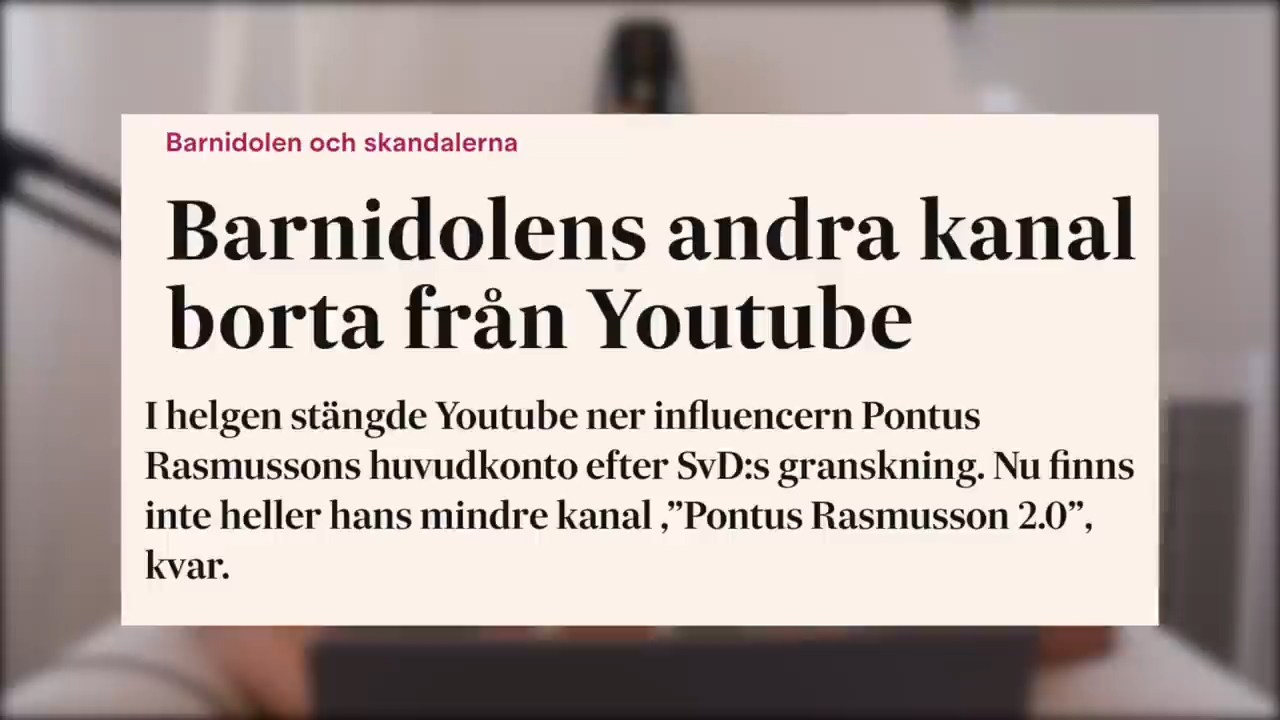 Barnidolen och skandalerna
Barnidolens andra kanal
borta från Youtube
I helgen stängde Youtube ner influencern Pontus
Rasmussons huvudkonto efter SvD:s granskning. Nu finns
inte heller hans mindre kanal ,”Pontus Rasmusson 2.0”,
kvar.